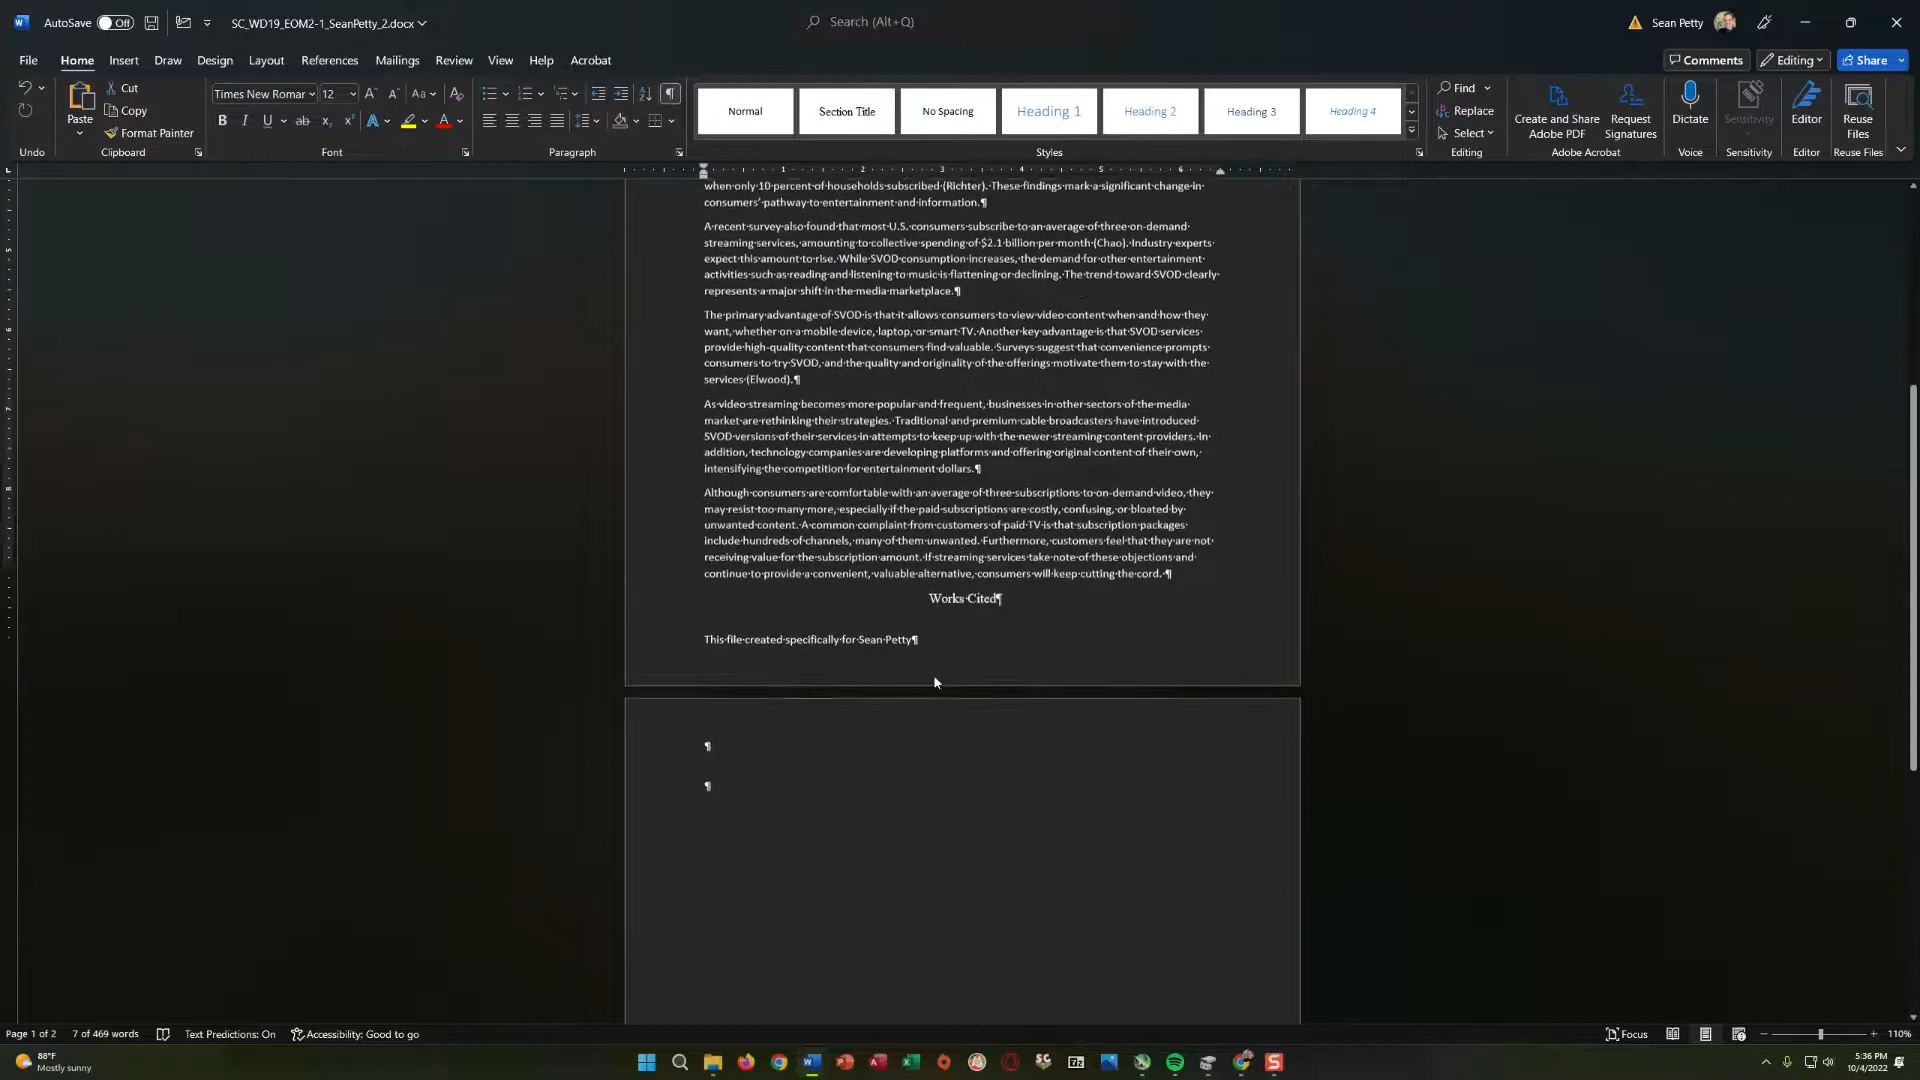 AutoSave Off SC_WD19_EOM2-1_SeanPetty_2.docx Search (Alt+Q) Sean Petty
File Home Insert Draw Design Layout References Mailings Review View Help Acrobat Comments Editing Share
Paste Cut Copy Format Painter
Times New Roman 12 Aa
B I U ab x₂ x² A A
Normal Section Title No Spacing Heading 1 Heading 2 Heading 3 Heading 4
Find Replace Select
Create and Share Adobe PDF Request Signatures Dictate Sensitivity Editor Reuse Files
Undo Clipboard Font Paragraph Styles Editing Adobe Acrobat Voice Sensitivity Editor Reuse Files
1 2 3 4 5 6
when only 10 percent of households subscribed (Richter). These findings mark a significant change in
consumers' pathway to entertainment and information.¶
A recent survey also found that most U.S. consumers subscribe to an average of three on-demand
streaming services, amounting to collective spending of $2.1 billion per month (Chao). Industry experts
expect this amount to rise. While SVOD consumption increases, the demand for other entertainment
activities such as reading and listening to music is flattening or declining. The trend toward SVOD clearly
represents a major shift in the media marketplace.¶
The primary advantage of SVOD is that it allows consumers to view video content when and how they
want, whether on a mobile device, laptop, or smart TV. Another key advantage is that SVOD services
provide high-quality content that consumers find valuable. Surveys suggest that convenience prompts
consumers to try SVOD, and the quality and originality of the offerings motivate them to stay with the
services (Elwood).¶
As video streaming becomes more popular and frequent, businesses in other sectors of the media
market are rethinking their strategies. Traditional and premium cable broadcasters have introduced
SVOD versions of their services in attempts to keep up with the newer streaming content providers. In
addition, technology companies are developing platforms and offering original content of their own,
intensifying the competition for entertainment dollars.¶
Although consumers are comfortable with an average of three subscriptions to on-demand video, they
may resist too many more, especially if the paid subscriptions are costly, confusing, or bloated by
unwanted content. A common complaint from customers of paid TV is that subscription packages
include hundreds of channels, many of them unwanted. Furthermore, customers feel that they are not
receiving value for the subscription amount. If streaming services take note of these objections and
continue to provide a convenient, valuable alternative, consumers will keep cutting the cord. ¶
Works Cited¶
This file created specifically for Sean Petty¶
¶
¶
Page 1 of 2 7 of 469 words Text Predictions: On Accessibility: Good to go Focus 110%
88°F
Mostly sunny
5:36 PM
10/4/2022